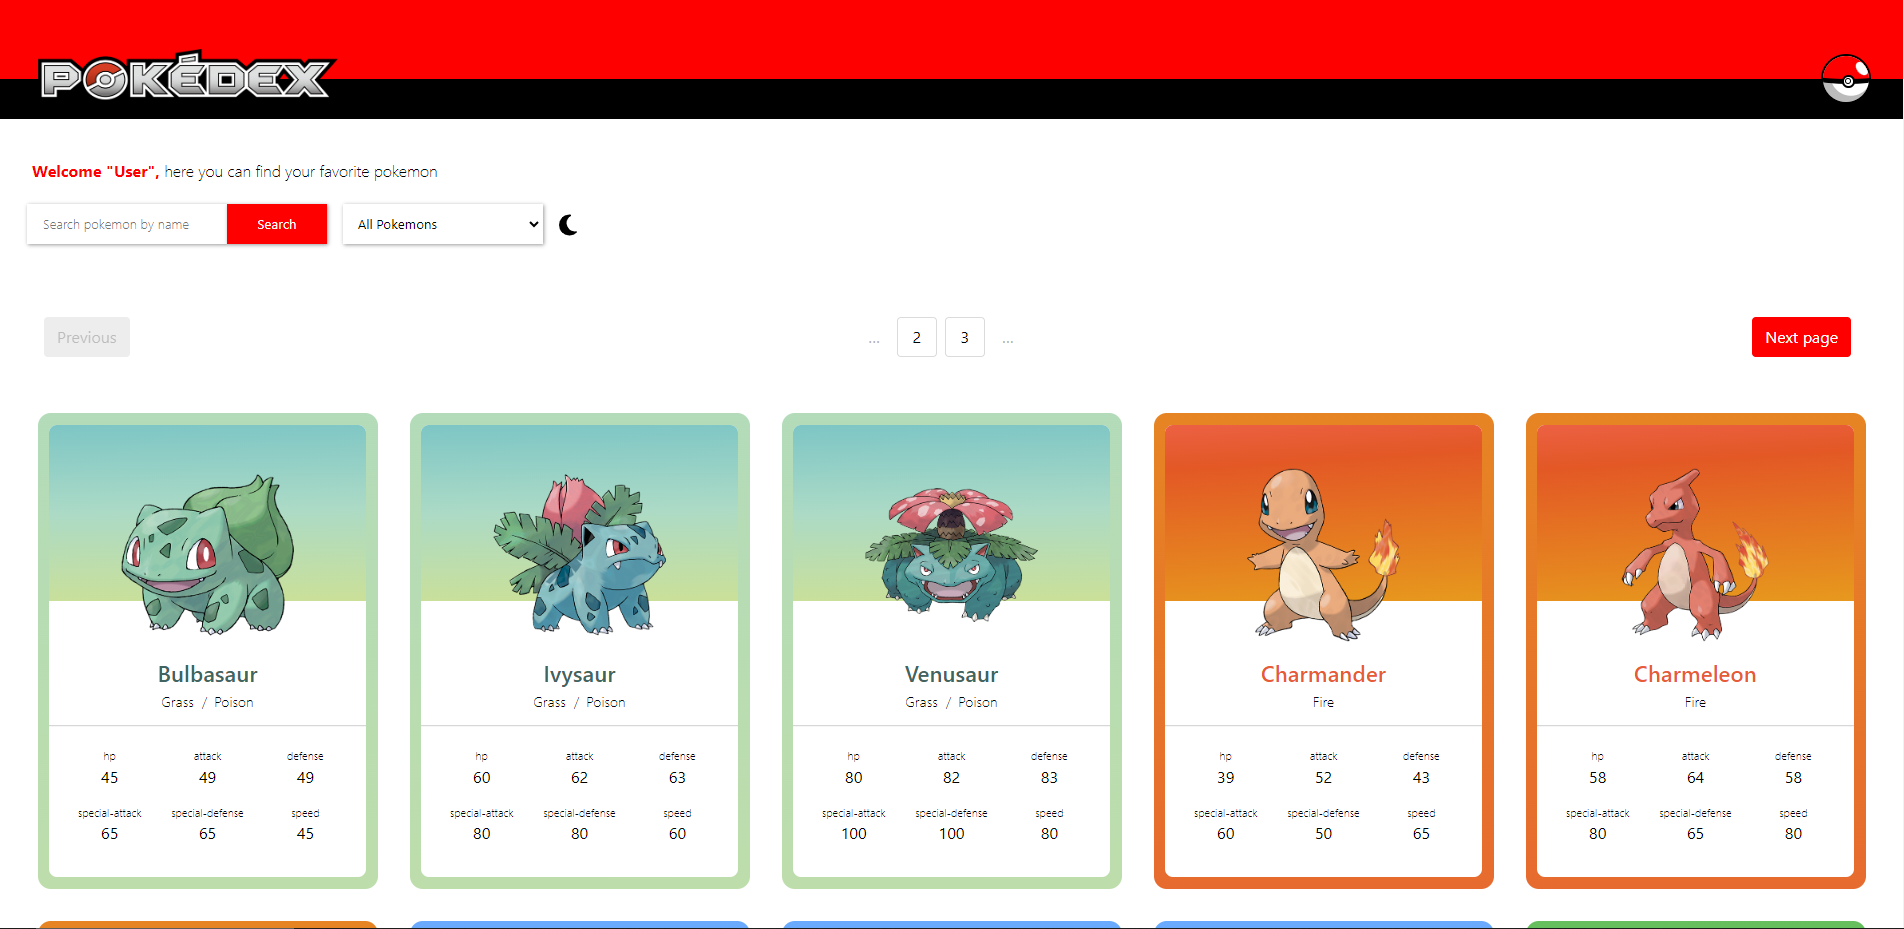 POKÉDEX
Welcome "User", here you can find your favorite pokemon
Search pokemon by name Search All Pokemons
Previous ... 2 3 ... Next page
Bulbasaur Ivysaur Venusaur Charmander Charmeleon
Grass / Poison Grass / Poison Grass / Poison Fire Fire
hp attack defense hp attack defense hp attack defense hp attack defense hp attack defense
45 49 49 60 62 63 80 82 83 39 52 43 58 64 58
special-attack special-defense speed special-attack special-defense speed special-attack special-defense speed special-attack special-defense speed special-attack special-defense speed
65 65 45 80 80 60 100 100 80 60 50 65 80 65 80